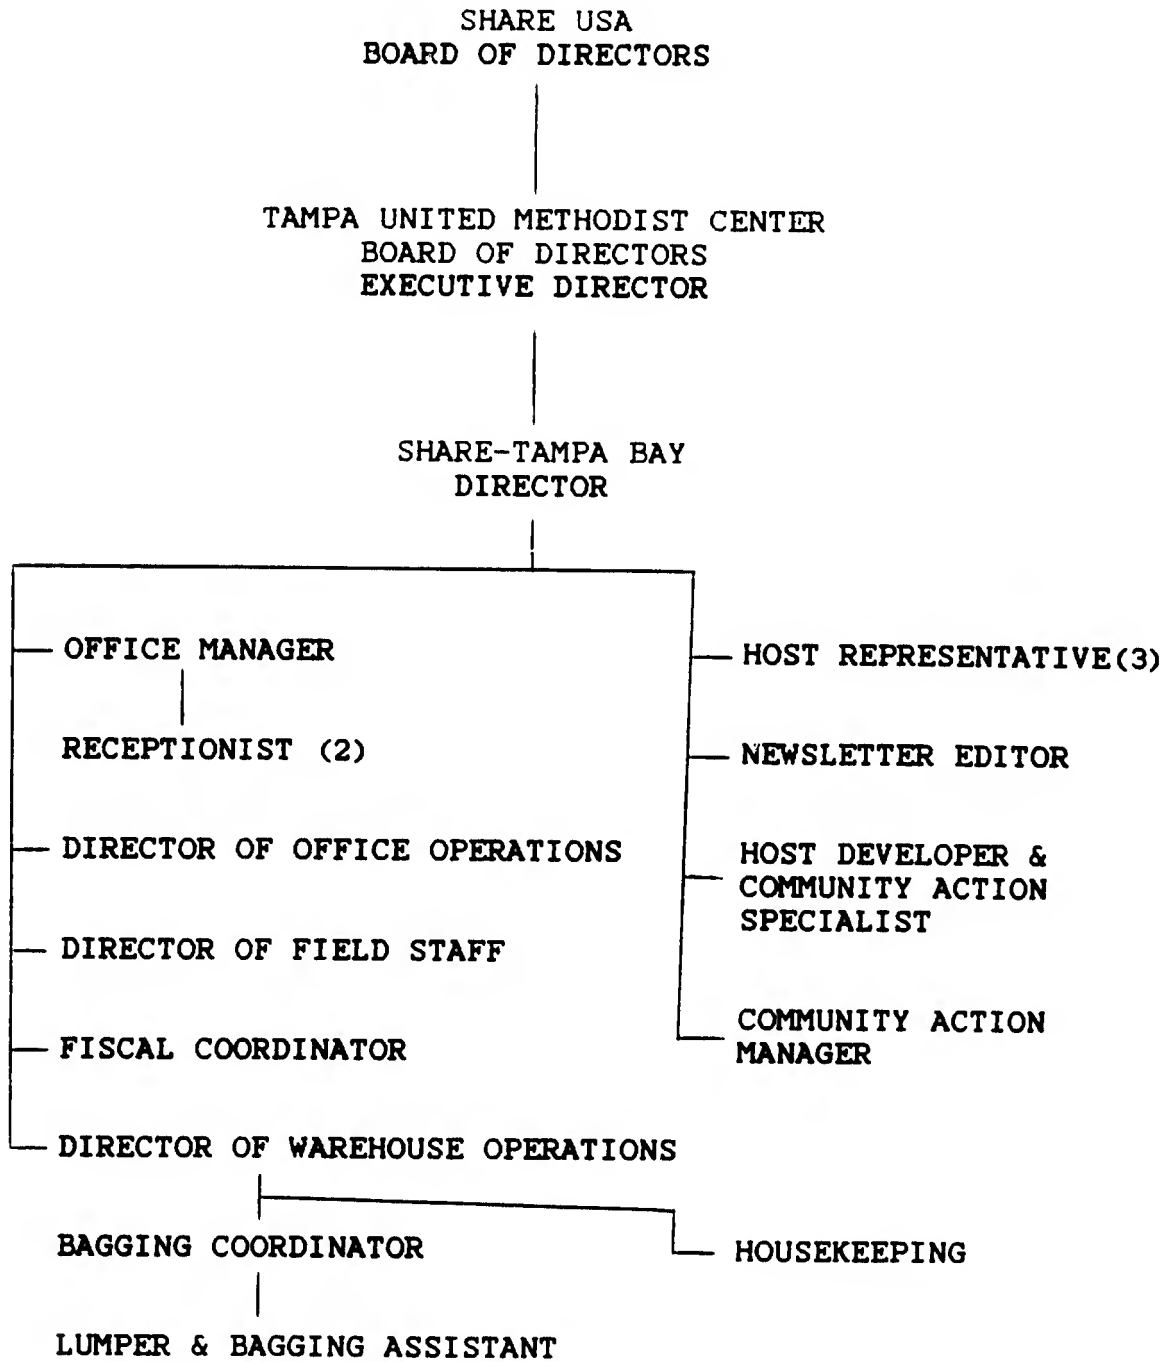 SHARE USA
BOARD OF DIRECTORS
TAMPA UNITED METHODIST CENTER
BOARD OF DIRECTORS
EXECUTIVE DIRECTOR
SHARE-TAMPA BAY
DIRECTOR
OFFICE MANAGER
RECEPTIONIST (2)
DIRECTOR OF OFFICE OPERATIONS
DIRECTOR OF FIELD STAFF
FISCAL COORDINATOR
DIRECTOR OF WAREHOUSE OPERATIONS
BAGGING COORDINATOR
LUMPER & BAGGING ASSISTANT
HOUSEKEEPING
HOST REPRESENTATIVE(3)
NEWSLETTER EDITOR
HOST DEVELOPER &
COMMUNITY ACTION
SPECIALIST
COMMUNITY ACTION
MANAGER